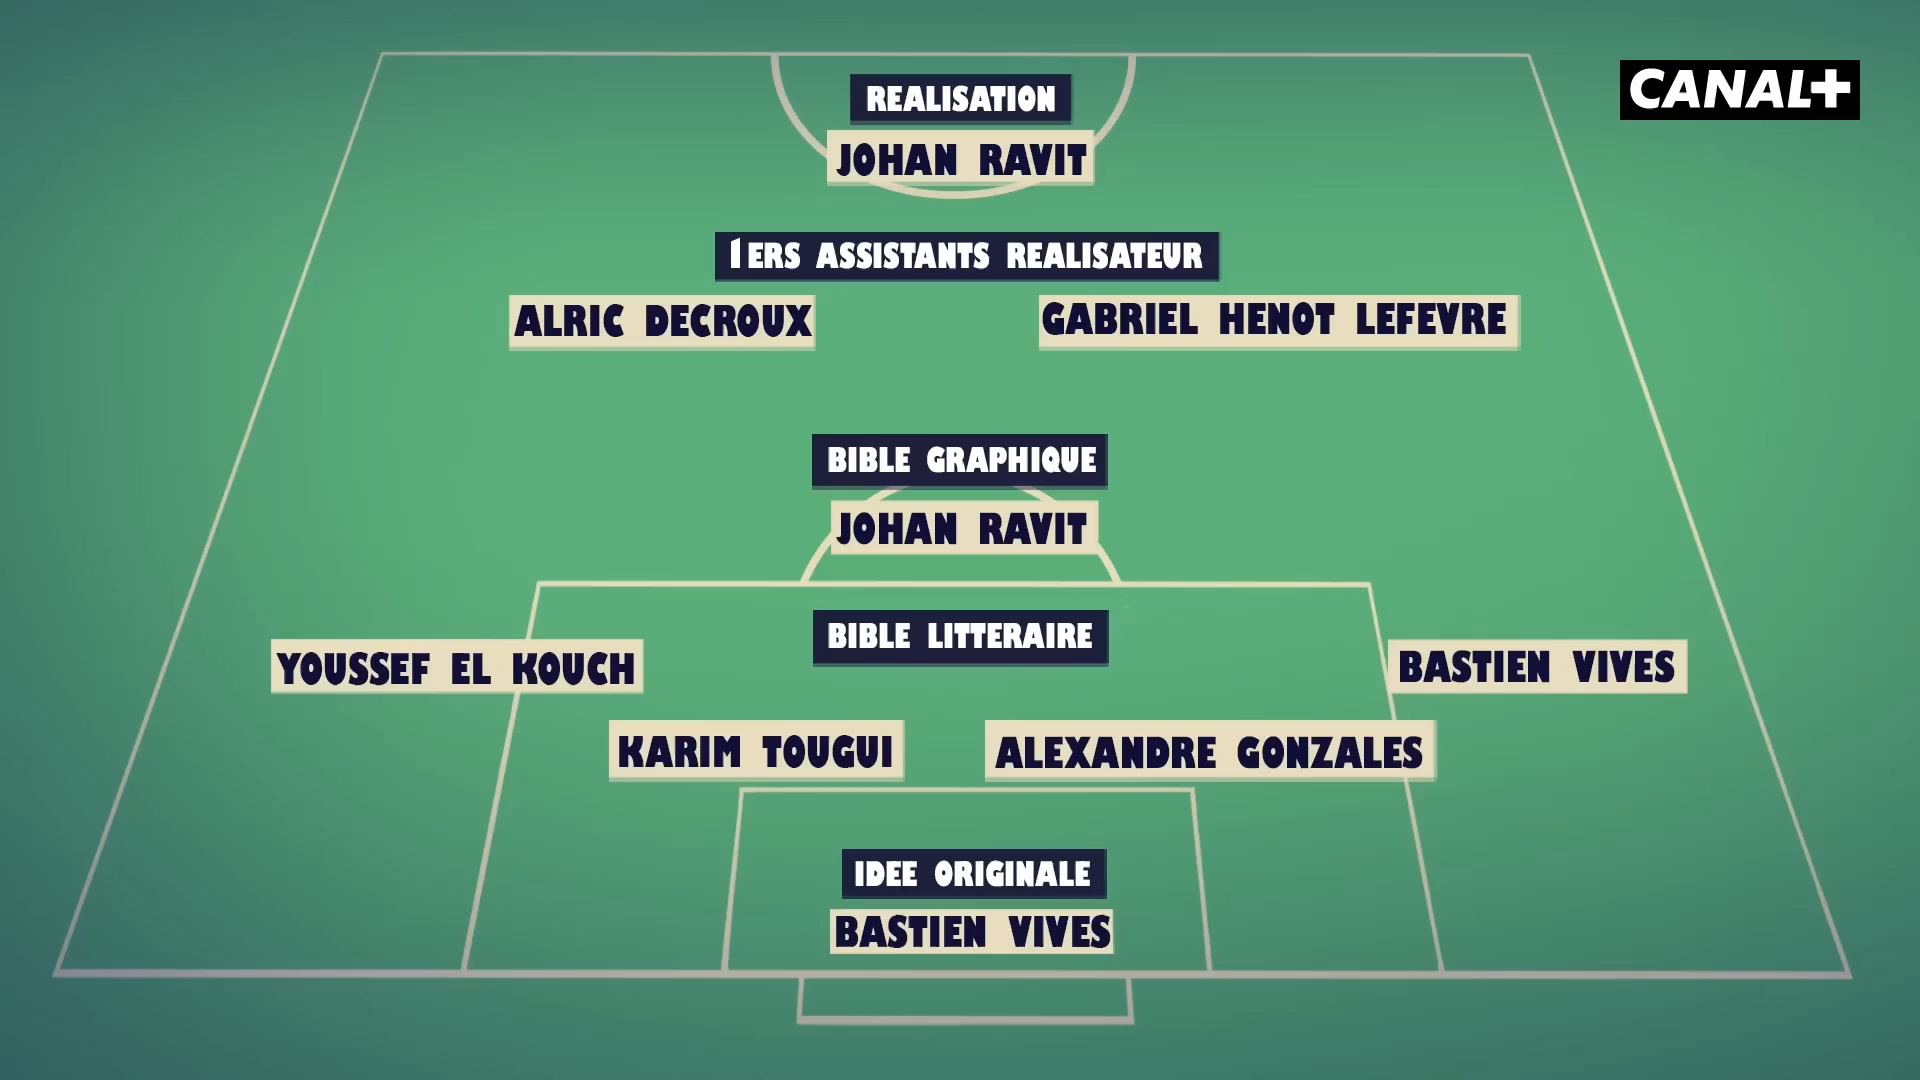 CANAL+
REALISATION
JOHAN RAVIT
1ERS ASSISTANTS REALISATEUR
ALRIC DECROUX
GABRIEL HENOT LEFEVRE
BIBLE GRAPHIQUE
JOHAN RAVIT
BIBLE LITTERAIRE
YOUSSEF EL KOUCH
BASTIEN VIVES
KARIM TOUGUI
ALEXANDRE GONZALES
IDEE ORIGINALE
BASTIEN VIVES